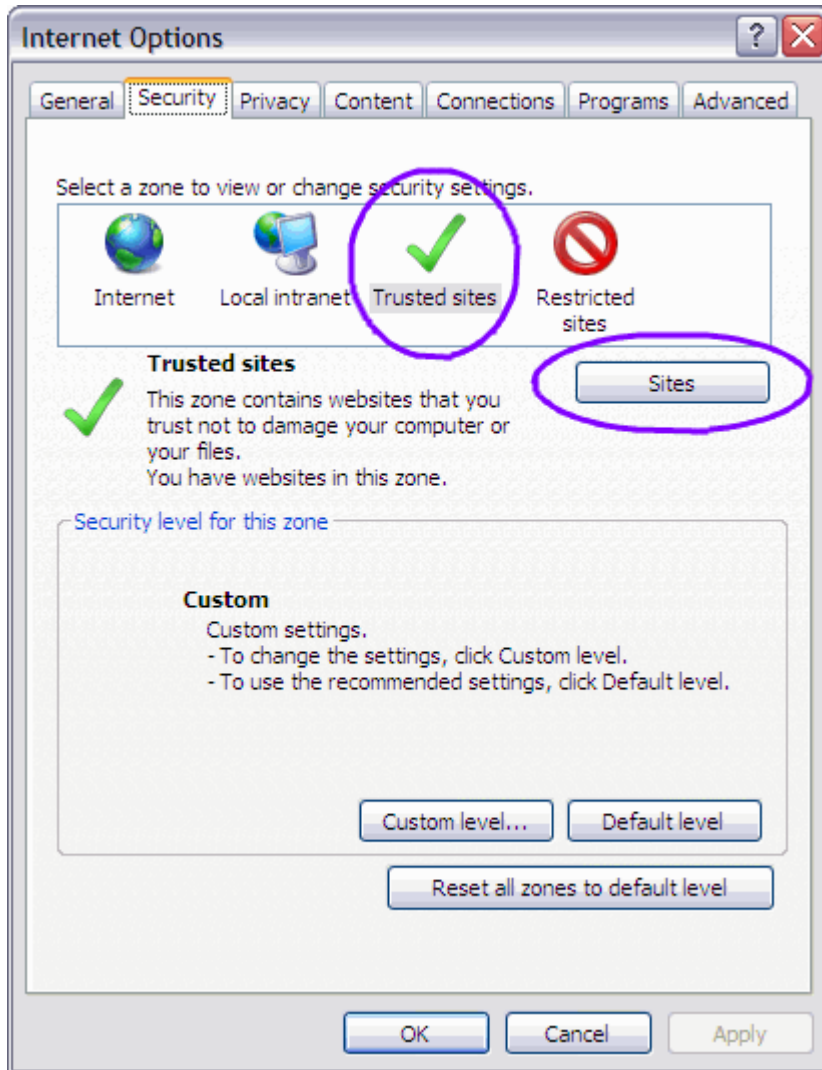 Internet Options
?
General Security Privacy Content Connections Programs Advanced
Select a zone to view or change security settings.
Internet Local intranet Trusted sites Restricted
sites
Trusted sites
Sites
This zone contains websites that you
trust not to damage your computer or
your files.
You have websites in this zone.
Security level for this zone
Custom
Custom settings.
- To change the settings, click Custom level.
- To use the recommended settings, click Default level.
Custom level... Default level
Reset all zones to default level
OK Cancel Apply